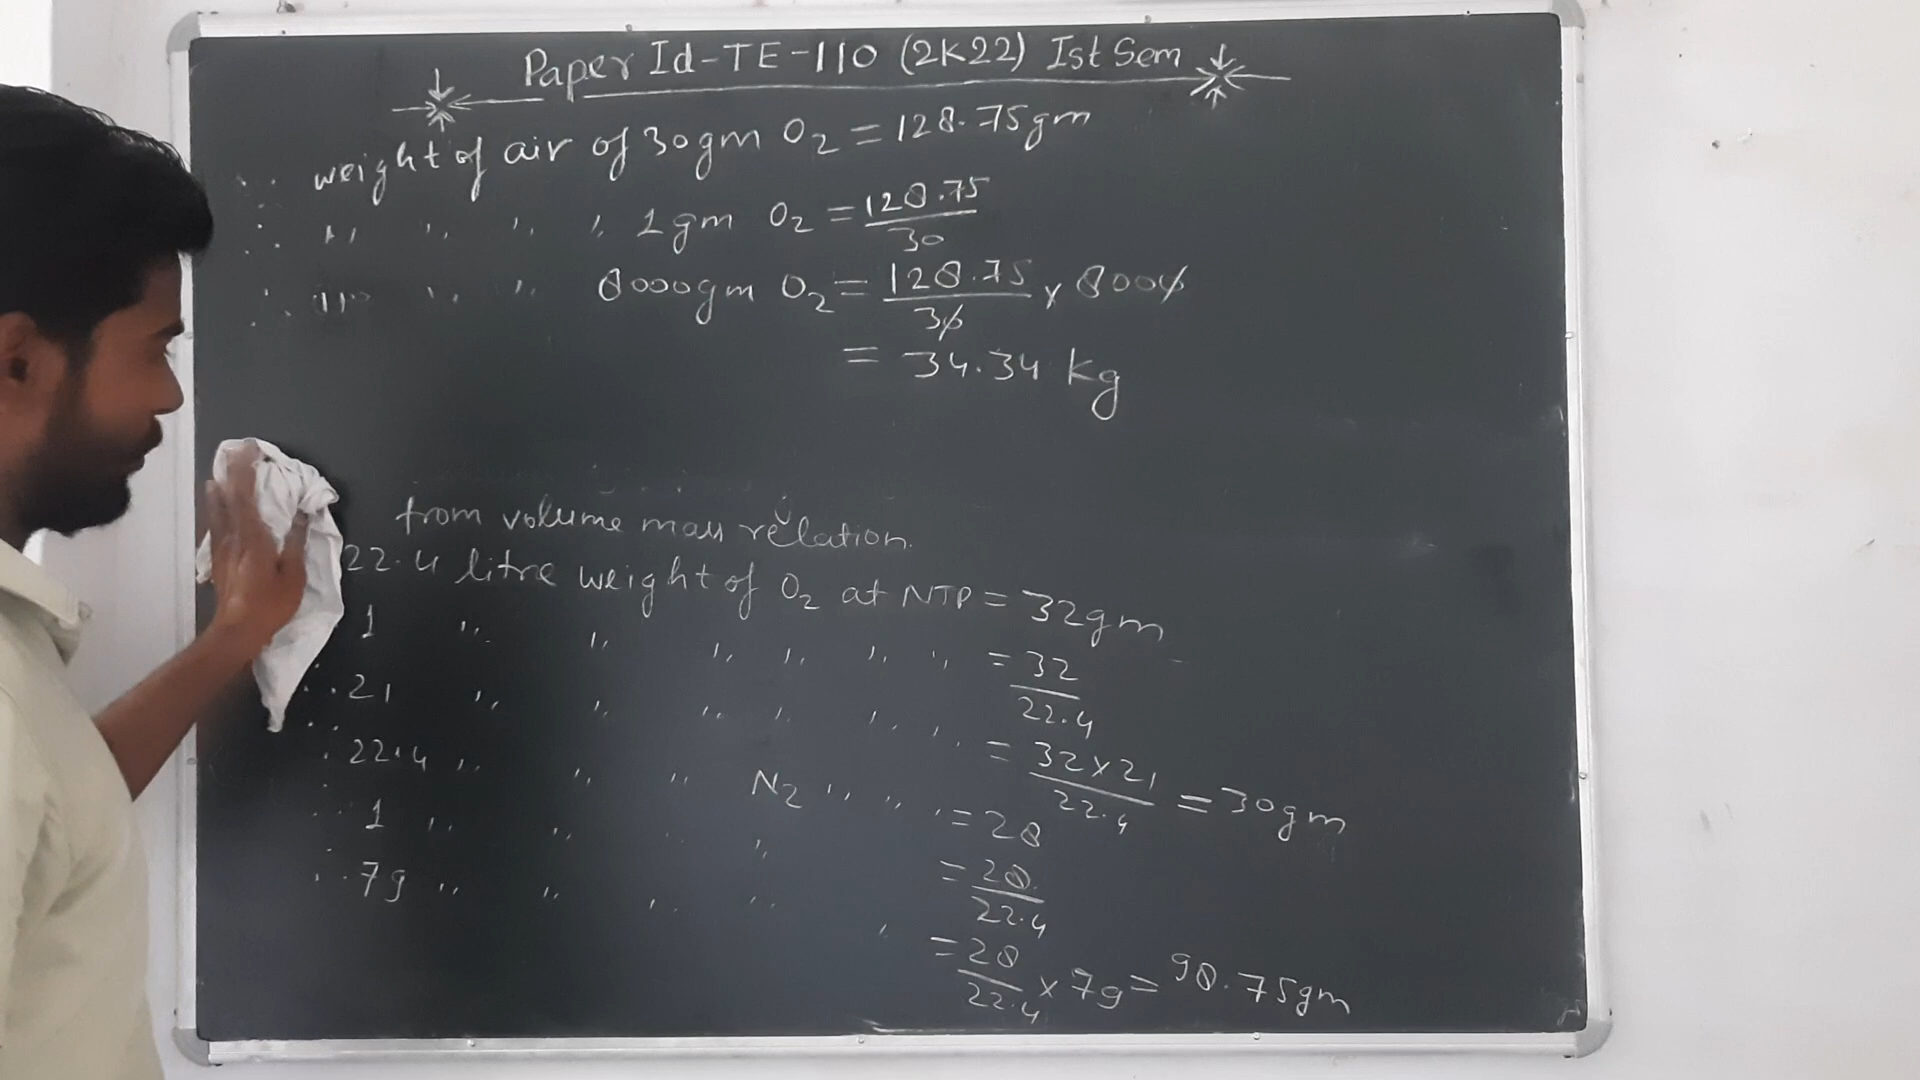 Paper Id-TE-110 (2K22) Ist Sem
∵ weight of air of 30gm O₂ = 128.75gm
∴ ,, ,, ,, ,, 1gm O₂ = 128.75/30
∴ ,, ,, ,, 8000gm O₂ = 128.75/30 × 8000
= 34.34 kg
from volume mass relation.
22.4 litre weight of O₂ at NTP = 32gm
1 ,, ,, ,, ,, ,, ,, = 32/22.4
∴ 21 ,, ,, ,, ,, ,, ,, = 32×21/22.4 = 30gm
∵ 22.4 ,, ,, ,, N₂ ,, ,, ,, = 28
∴ 1 ,, ,, ,, = 28/22.4
∴ 79 ,, ,, ,, ,, = 28/22.4 × 79 = 98.75gm